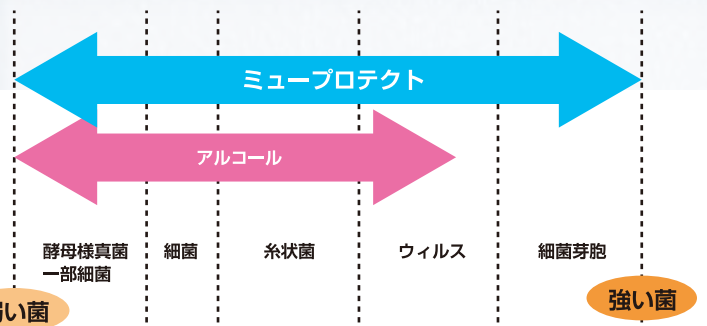 ミュープロテクト
アルコール
酵母様真菌
一部細菌
細菌
糸状菌
ウィルス
細菌芽胞
い菌
強い菌